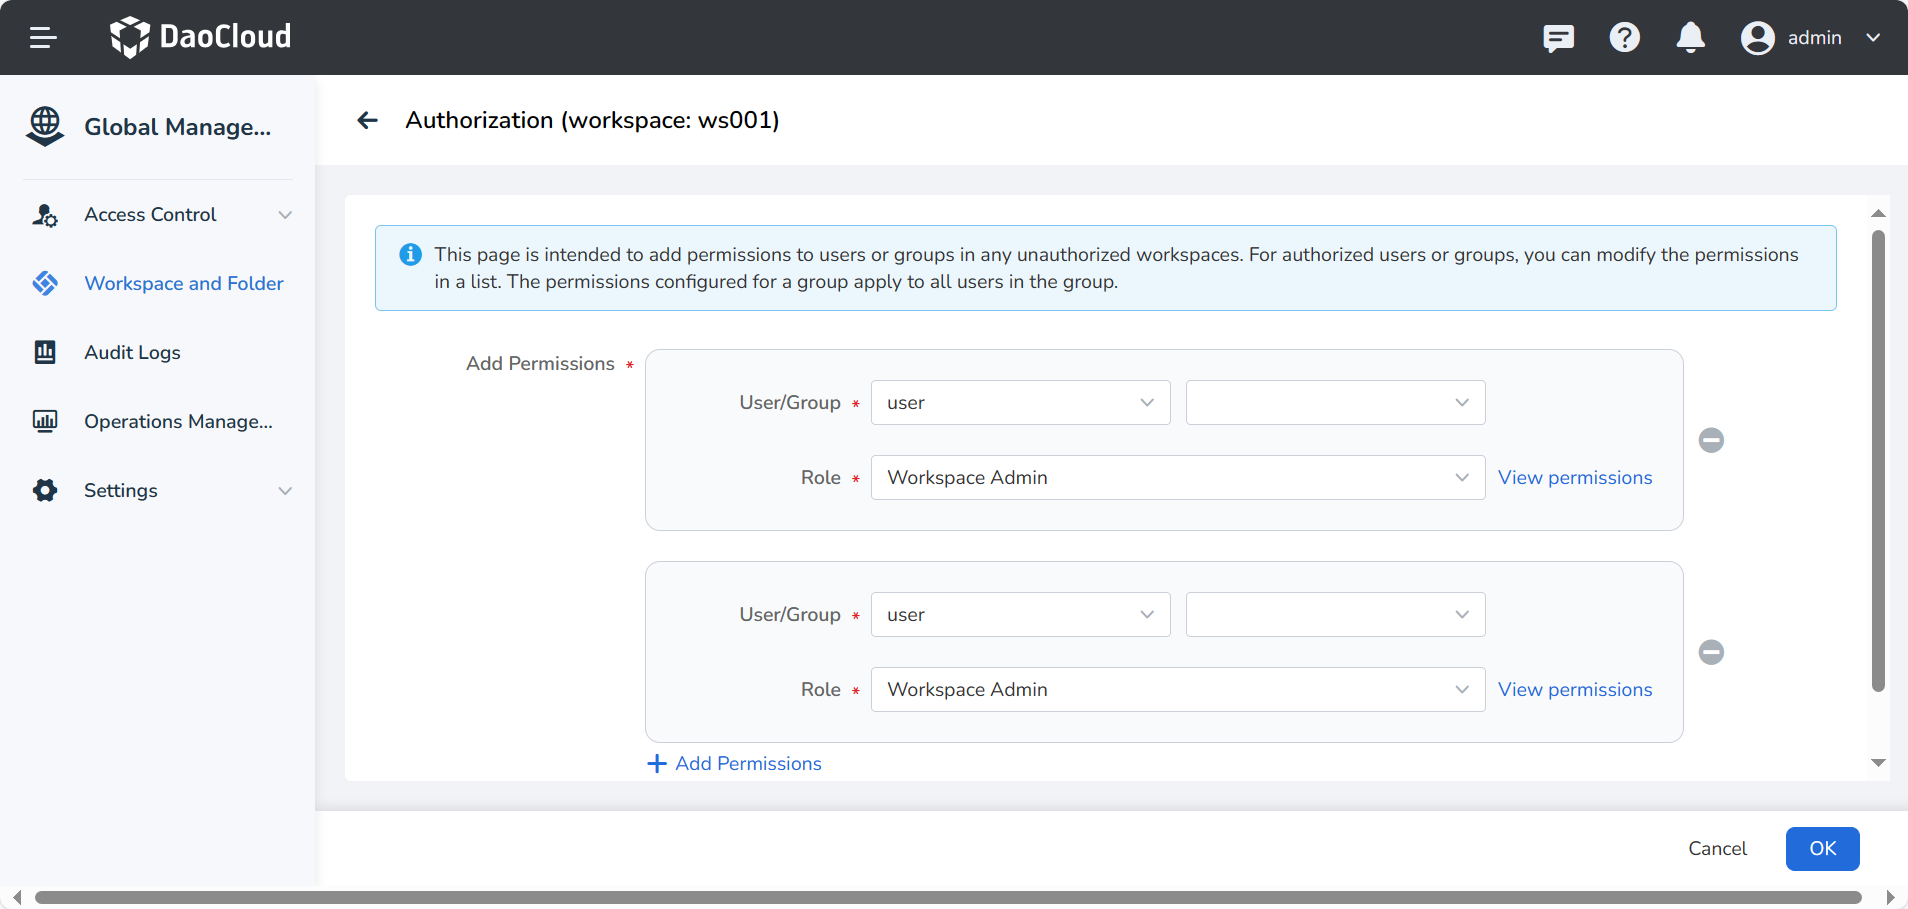 DaoCloud
admin
Global Manage...
Authorization (workspace: ws001)
Access Control
Workspace and Folder
Audit Logs
Operations Manage...
Settings
This page is intended to add permissions to users or groups in any unauthorized workspaces. For authorized users or groups, you can modify the permissions
in a list. The permissions configured for a group apply to all users in the group.
Add Permissions *
User/Group * user
Role * Workspace Admin View permissions
User/Group * user
Role * Workspace Admin View permissions
+ Add Permissions
Cancel OK